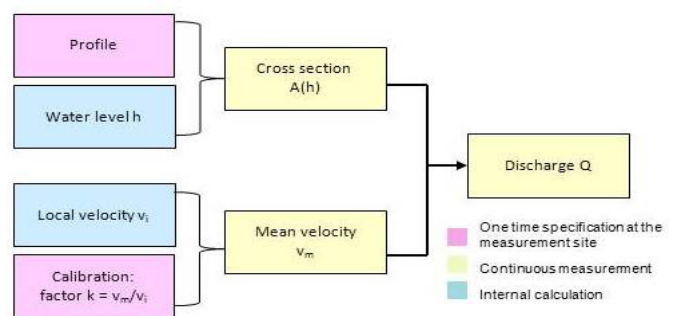 Profile
Water level h
Cross section
A(h)
Discharge Q
Local velocity vᵢ
Calibration:
factor k = vₘ/vᵢ
Mean velocity
vₘ
One time specification at the
measurement site
Continuous measurement
Internal calculation